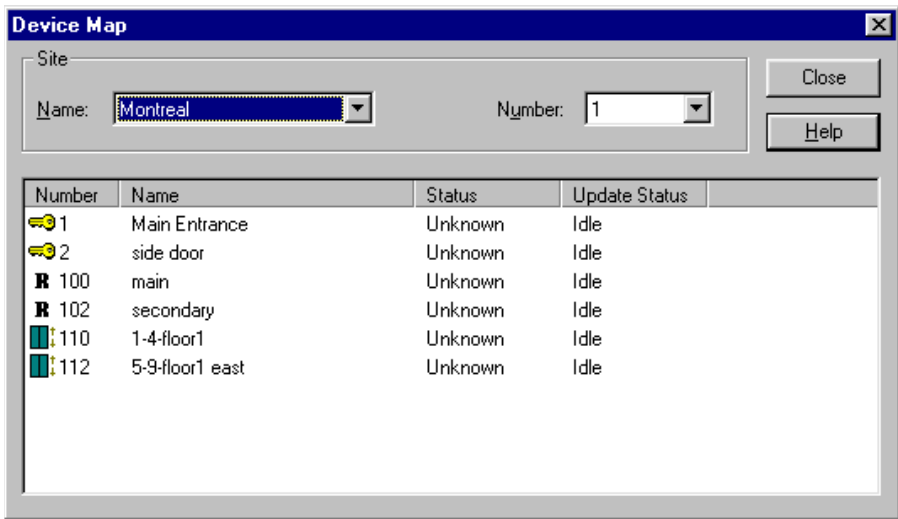 Device Map
Site
Name: Montreal Number: 1
Close
Help
Number Name Status Update Status
1 Main Entrance Unknown Idle
2 side door Unknown Idle
R 100 main Unknown Idle
R 102 secondary Unknown Idle
110 1-4-floor1 Unknown Idle
112 5-9-floor1 east Unknown Idle